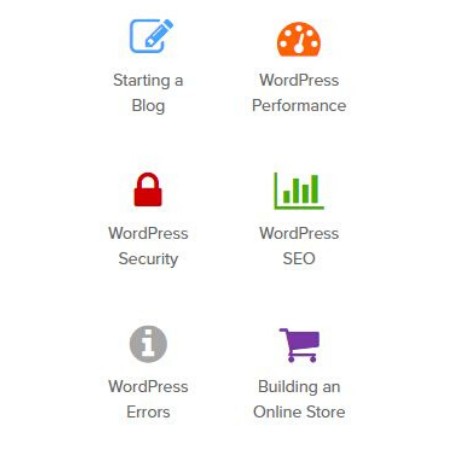 Starting a
Blog
WordPress
Performance
WordPress
Security
WordPress
SEO
WordPress
Errors
Building an
Online Store